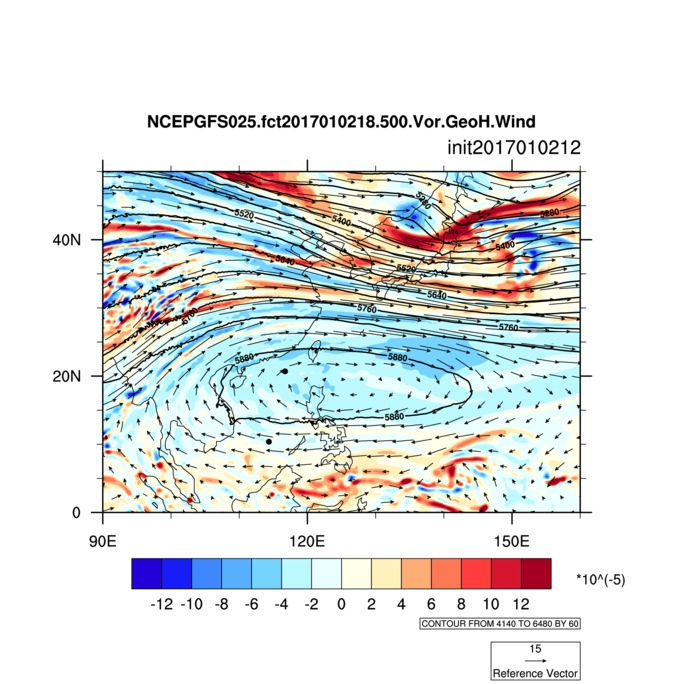 NCEPGFS025.fct2017010218.500.Vor.GeoH.Wind
init2017010212
5520
5400
5280
5280
40N
5400
5640
5520
5640
5760
5760
5760
5880
5880
20N
5880
0
90E
120E
150E
-12 -10 -8 -6 -4 -2 0 2 4 6 8 10 12
*10^(-5)
CONTOUR FROM 4140 TO 6480 BY 60
15
Reference Vector